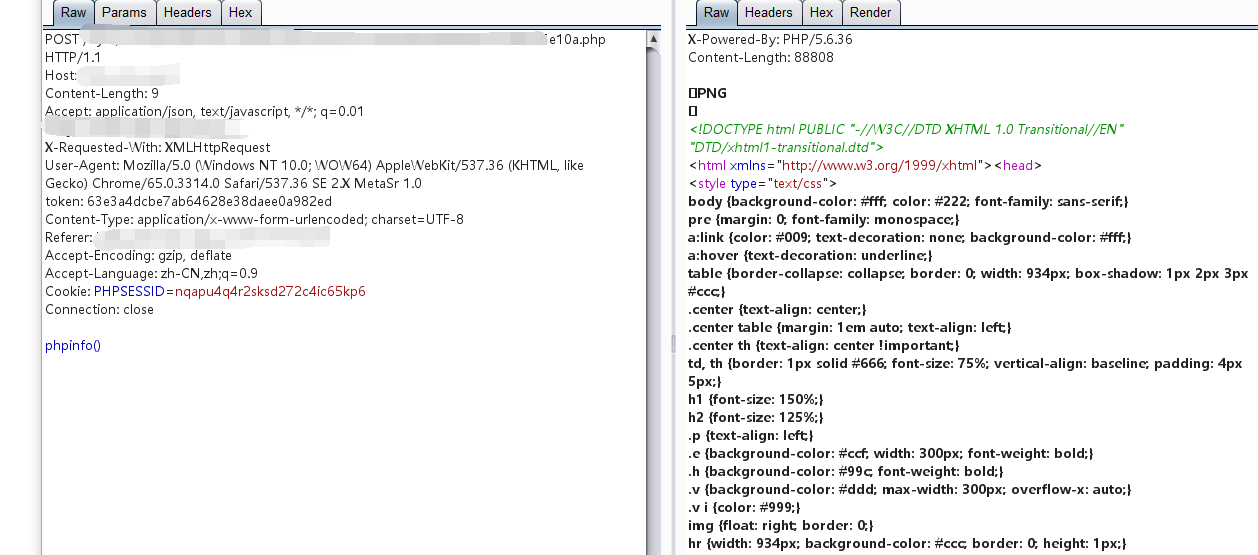 Raw Params Headers Hex
POST /
e10a.php
HTTP/1.1
Host:
Content-Length: 9
Accept: application/json, text/javascript, */*; q=0.01
X-Requested-With: XMLHttpRequest
User-Agent: Mozilla/5.0 (Windows NT 10.0; WOW64) AppleWebKit/537.36 (KHTML, like
Gecko) Chrome/65.0.3314.0 Safari/537.36 SE 2.X MetaSr 1.0
token: 63e3a4dcbe7ab64628e38daee0a982ed
Content-Type: application/x-www-form-urlencoded; charset=UTF-8
Referer:
Accept-Encoding: gzip, deflate
Accept-Language: zh-CN,zh;q=0.9
Cookie: PHPSESSID=nqapu4q4r2sksd272c4ic65kp6
Connection: close
phpinfo()
Raw Headers Hex Render
X-Powered-By: PHP/5.6.36
Content-Length: 88808
PNG
<!DOCTYPE html PUBLIC "-//W3C//DTD XHTML 1.0 Transitional//EN"
"DTD/xhtml1-transitional.dtd">
<html xmlns="http://www.w3.org/1999/xhtml"><head>
<style type="text/css">
body {background-color: #fff; color: #222; font-family: sans-serif;}
pre {margin: 0; font-family: monospace;}
a:link {color: #009; text-decoration: none; background-color: #fff;}
a:hover {text-decoration: underline;}
table {border-collapse: collapse; border: 0; width: 934px; box-shadow: 1px 2px 3px
#ccc;}
.center {text-align: center;}
.center table {margin: 1em auto; text-align: left;}
.center th {text-align: center !important;}
td, th {border: 1px solid #666; font-size: 75%; vertical-align: baseline; padding: 4px
5px;}
h1 {font-size: 150%;}
h2 {font-size: 125%;}
.p {text-align: left;}
.e {background-color: #ccf; width: 300px; font-weight: bold;}
.h {background-color: #99c; font-weight: bold;}
.v {background-color: #ddd; max-width: 300px; overflow-x: auto;}
.v i {color: #999;}
img {float: right; border: 0;}
hr {width: 934px; background-color: #ccc; border: 0; height: 1px;}